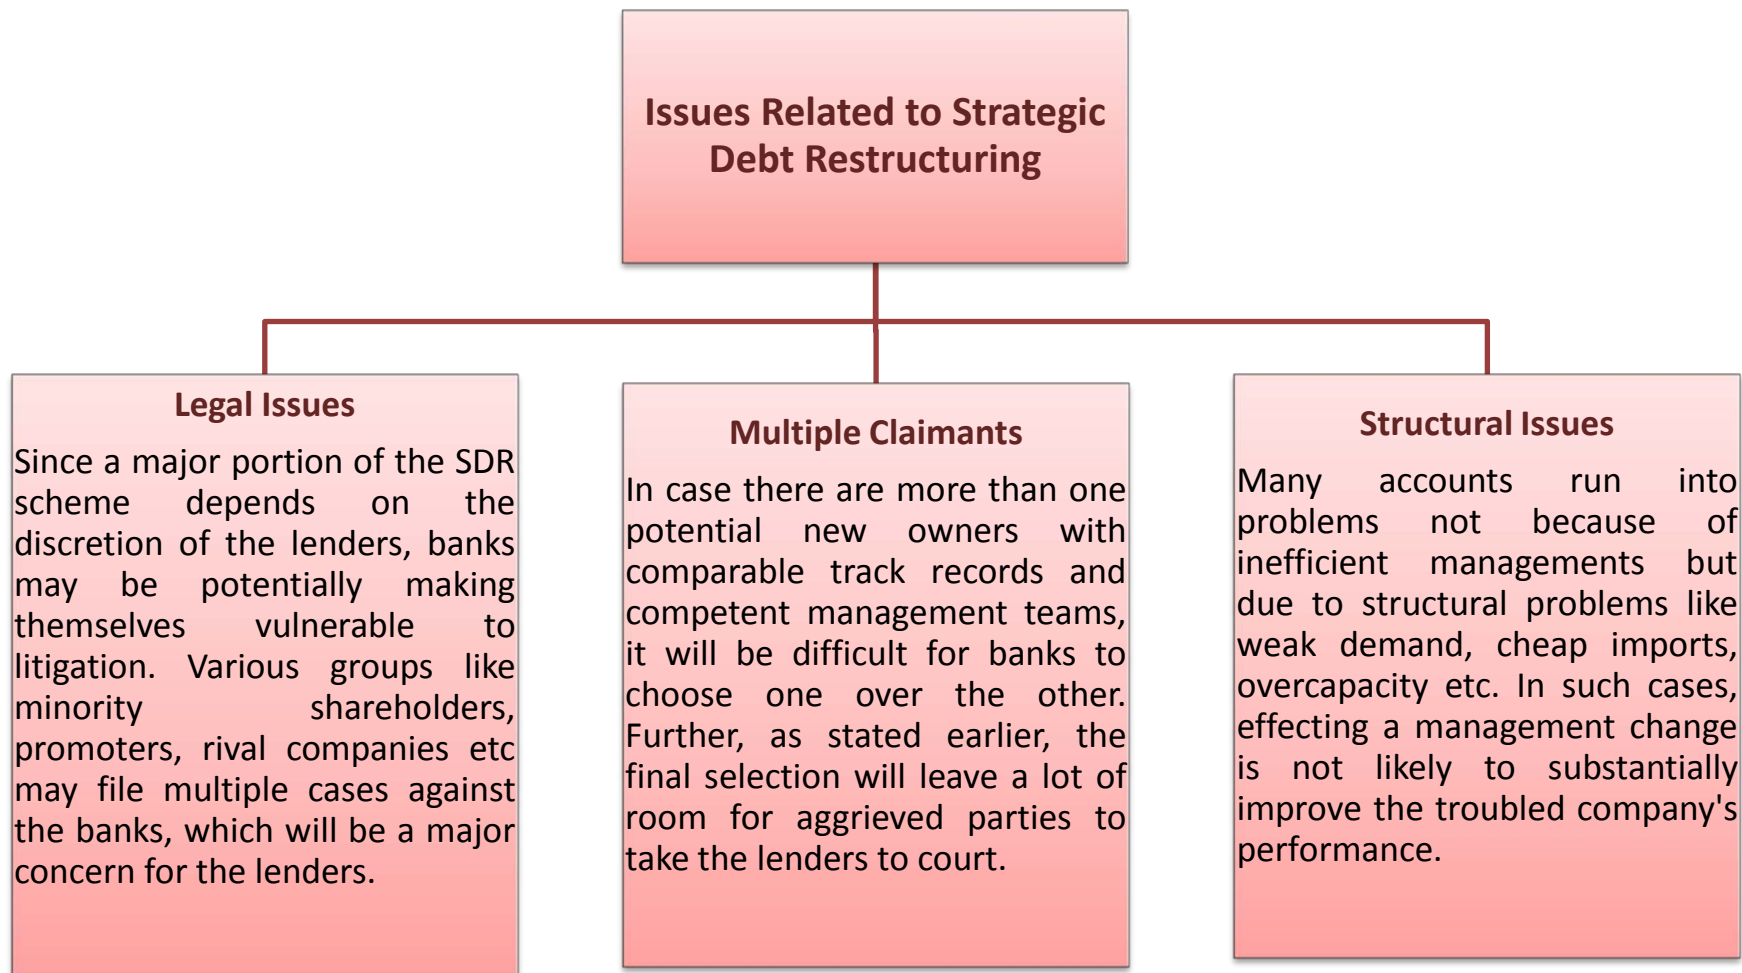 Issues Related to Strategic
Debt Restructuring
Legal Issues
Since a major portion of the SDR
scheme depends on the
discretion of the lenders, banks
may be potentially making
themselves vulnerable to
litigation. Various groups like
minority shareholders,
promoters, rival companies etc
may file multiple cases against
the banks, which will be a major
concern for the lenders.
Multiple Claimants
In case there are more than one
potential new owners with
comparable track records and
competent management teams,
it will be difficult for banks to
choose one over the other.
Further, as stated earlier, the
final selection will leave a lot of
room for aggrieved parties to
take the lenders to court.
Structural Issues
Many accounts run into
problems not because of
inefficient managements but
due to structural problems like
weak demand, cheap imports,
overcapacity etc. In such cases,
effecting a management change
is not likely to substantially
improve the troubled company's
performance.